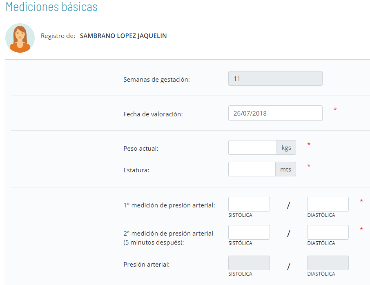 Mediciones básicas
Registro de: SAMBRANO LOPEZ JAQUELIN
Semanas de gestación: 11
Fecha de valoración: 26/07/2018 *
Peso actual: kgs *
Estatura: mts *
1° medición de presión arterial: / *
SISTÓLICA DIASTÓLICA
2° medición de presión arterial / *
(5 minutos después):
SISTÓLICA DIASTÓLICA
Presión arterial: /
SISTÓLICA DIASTÓLICA